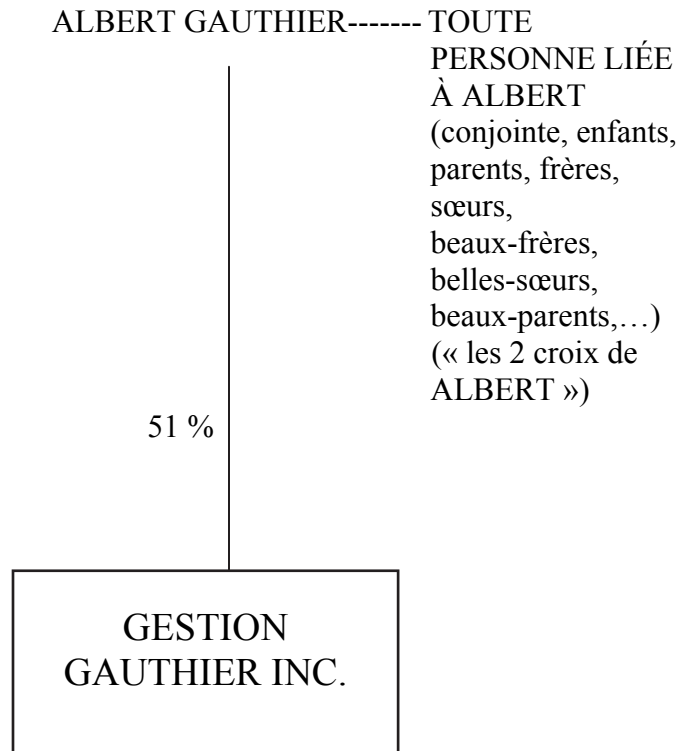 ALBERT GAUTHIER------- TOUTE
PERSONNE LIÉE
À ALBERT
(conjointe, enfants,
parents, frères,
sœurs,
beaux-frères,
belles-sœurs,
beaux-parents,…)
(« les 2 croix de
ALBERT »)
51 %
GESTION
GAUTHIER INC.